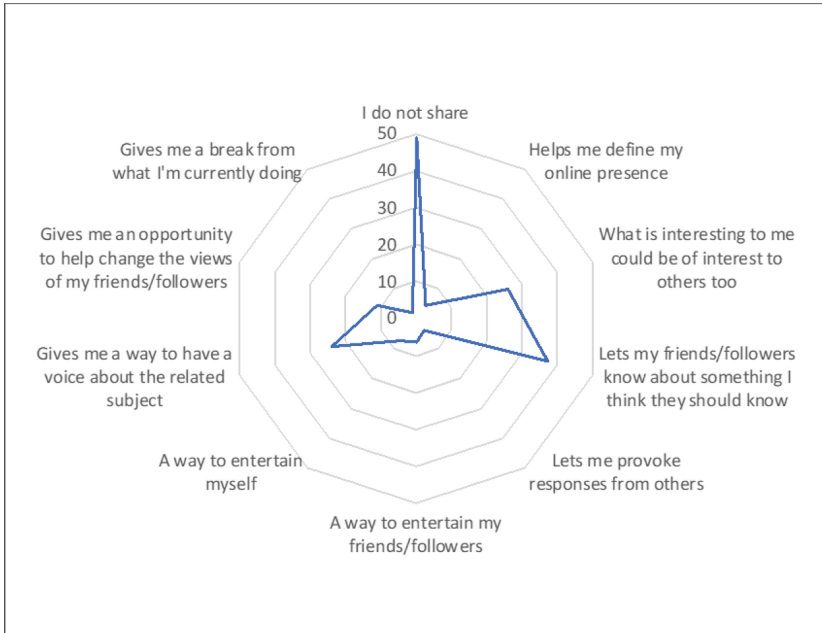 I do not share
50
40
30
20
10
0
Helps me define my
online presence
What is interesting to me
could be of interest to
others too
Lets my friends/followers
know about something I
think they should know
Lets me provoke
responses from others
A way to entertain my
friends/followers
A way to entertain
myself
Gives me a way to have a
voice about the related
subject
Gives me an opportunity
to help change the views
of my friends/followers
Gives me a break from
what I'm currently doing